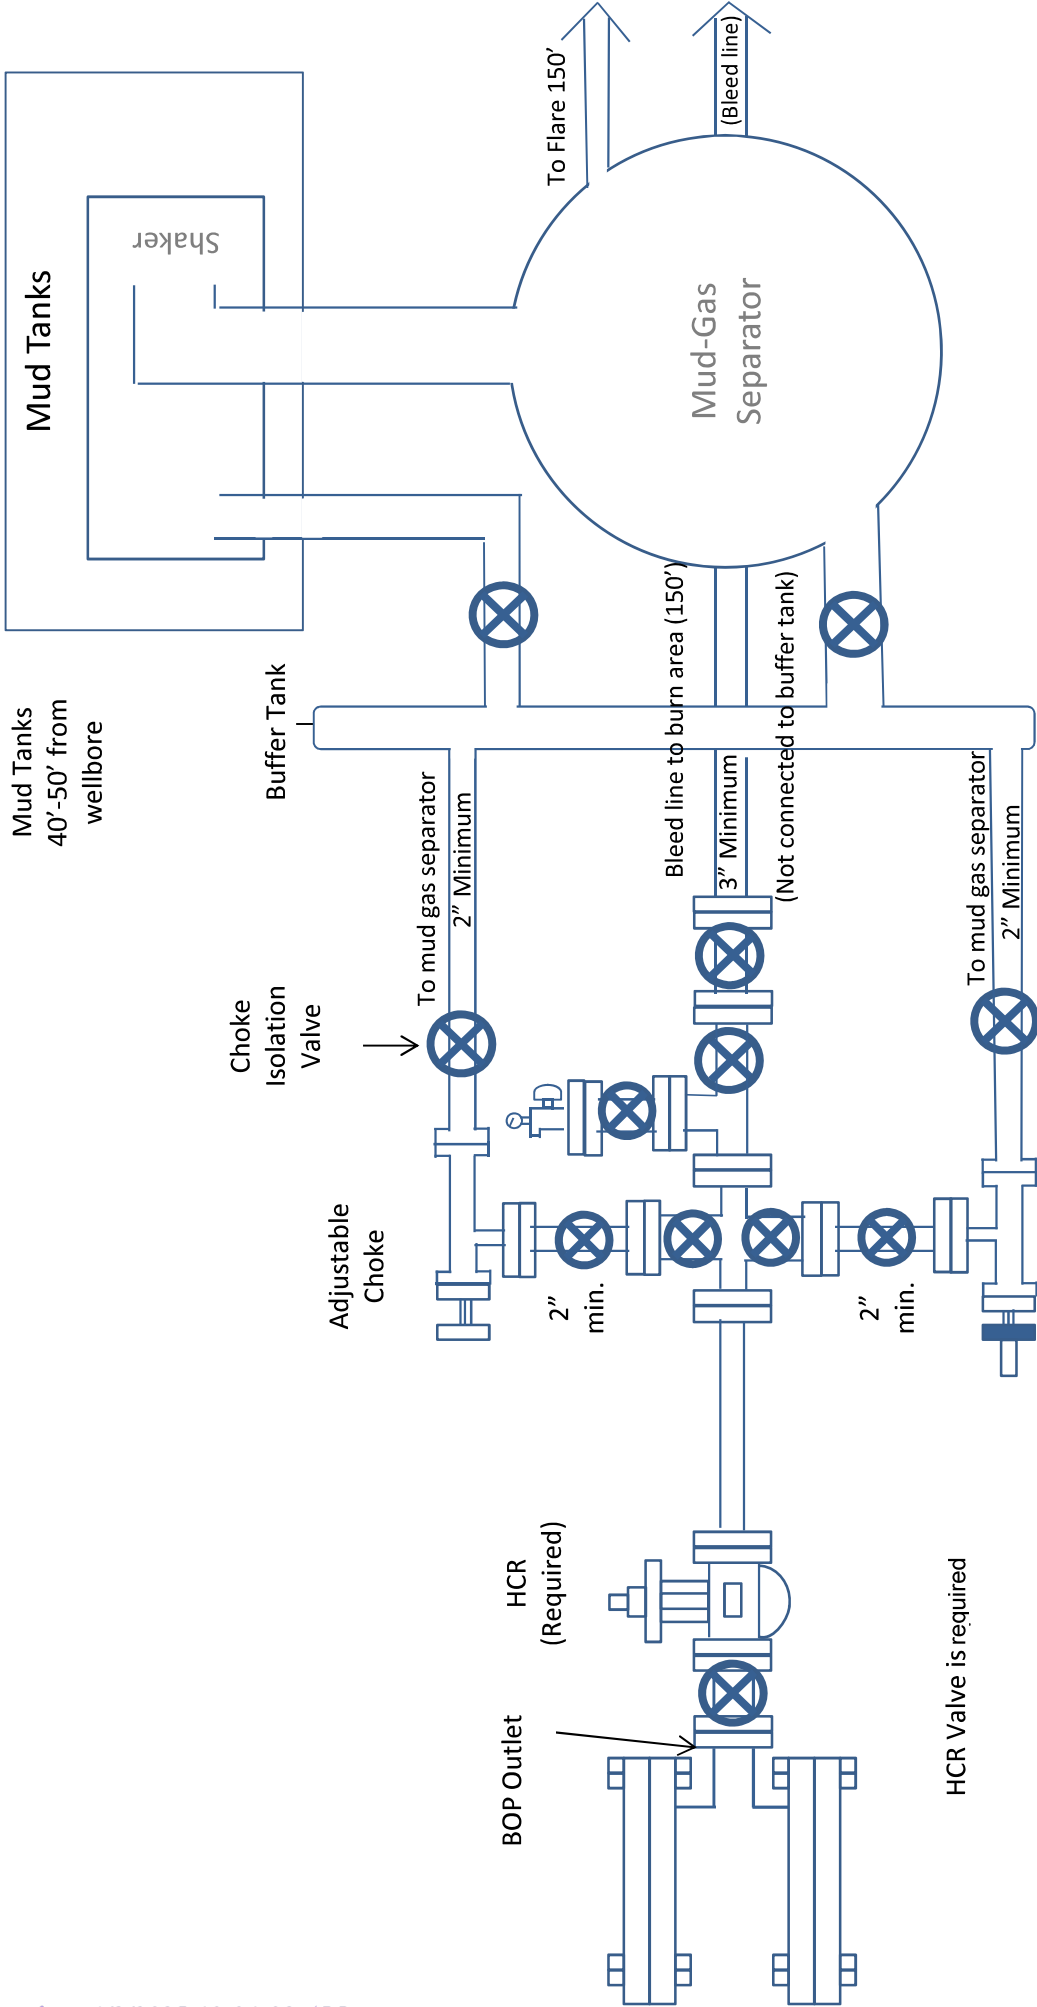 Mud Tanks
Shaker
To Flare 150’
(Bleed line)
Mud-Gas
Separator
Mud Tanks
40’-50’ from
wellbore
Buffer Tank
To mud gas separator
2” Minimum
Bleed line to burn area (150’)
3” Minimum
(Not connected to buffer tank)
To mud gas separator
2” Minimum
Choke
Isolation
Valve
Adjustable
Choke
2”
min.
2”
min.
HCR
(Required)
BOP Outlet
HCR Valve is required